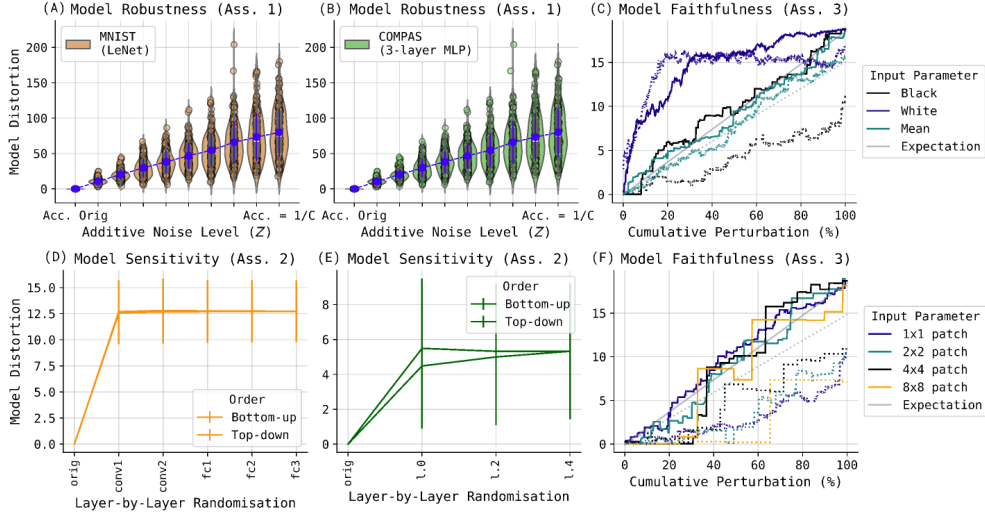 (A) Model Robustness (Ass. 1)
MNIST
(LeNet)
Model Distortion
200
150
100
50
0
Acc. Orig
Acc. = 1/C
Additive Noise Level (Z)
(B) Model Robustness (Ass. 1)
COMPAS
(3-layer MLP)
200
150
100
50
0
Acc. Orig
Acc. = 1/C
Additive Noise Level (Z)
(C) Model Faithfulness (Ass. 3)
15
10
5
0
0 20 40 60 80 100
Cumulative Perturbation (%)
Input Parameter
Black
White
Mean
Expectation
(D) Model Sensitivity (Ass. 2)
Model Distortion
15.0
12.5
10.0
7.5
5.0
2.5
0.0
Order
Bottom-up
Top-down
orig conv1 conv2 fc1 fc2 fc3
Layer-by-Layer Randomisation
(E) Model Sensitivity (Ass. 2)
8
6
4
2
0
Order
Bottom-up
Top-down
orig l.0 l.2 l.4
Layer-by-Layer Randomisation
(F) Model Faithfulness (Ass. 3)
15
10
5
0
0 20 40 60 80 100
Cumulative Perturbation (%)
Input Parameter
1x1 patch
2x2 patch
4x4 patch
8x8 patch
Expectation